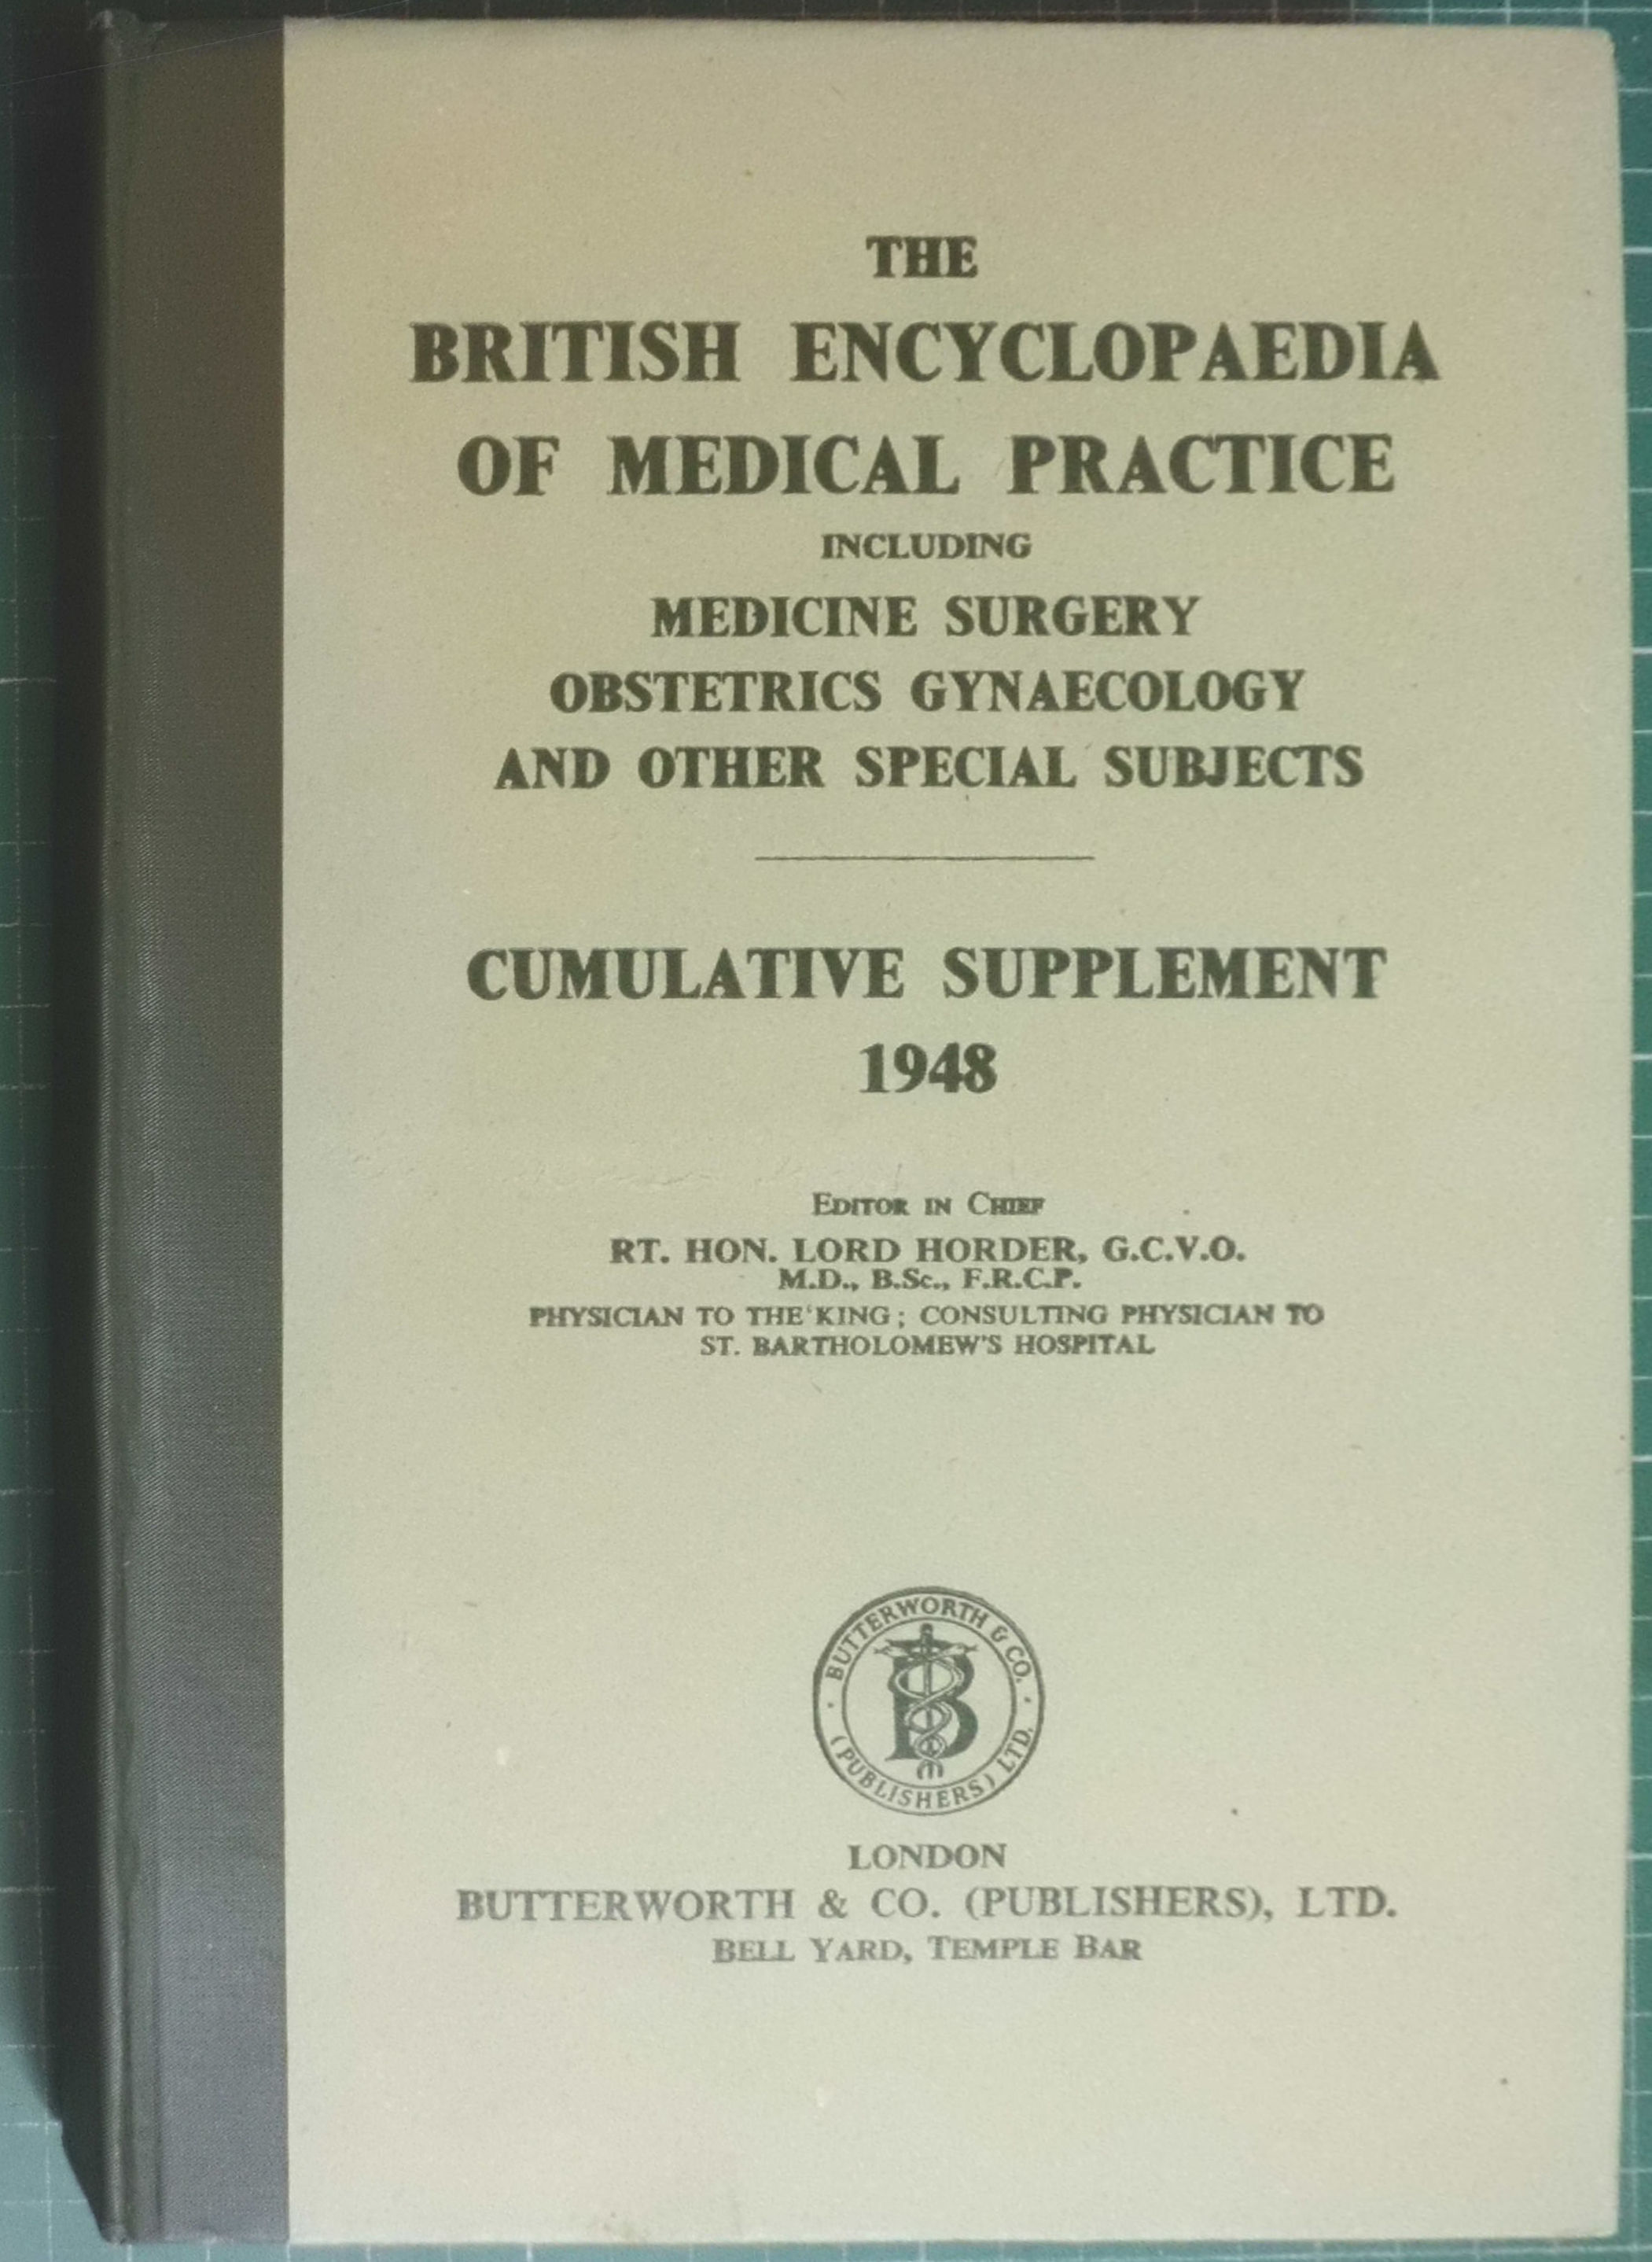 THE
BRITISH ENCYCLOPAEDIA
OF MEDICAL PRACTICE
INCLUDING
MEDICINE SURGERY
OBSTETRICS GYNAECOLOGY
AND OTHER SPECIAL SUBJECTS
CUMULATIVE SUPPLEMENT
1948
EDITOR IN CHIEF
RT. HON. LORD HORDER, G.C.V.O.
M.D., B.Sc., F.R.C.P.
PHYSICIAN TO THE KING; CONSULTING PHYSICIAN TO
ST. BARTHOLOMEW'S HOSPITAL
· BUTTERWORTH & CO. ·
B
(PUBLISHERS) LTD.
LONDON
BUTTERWORTH & CO. (PUBLISHERS), LTD.
BELL YARD, TEMPLE BAR